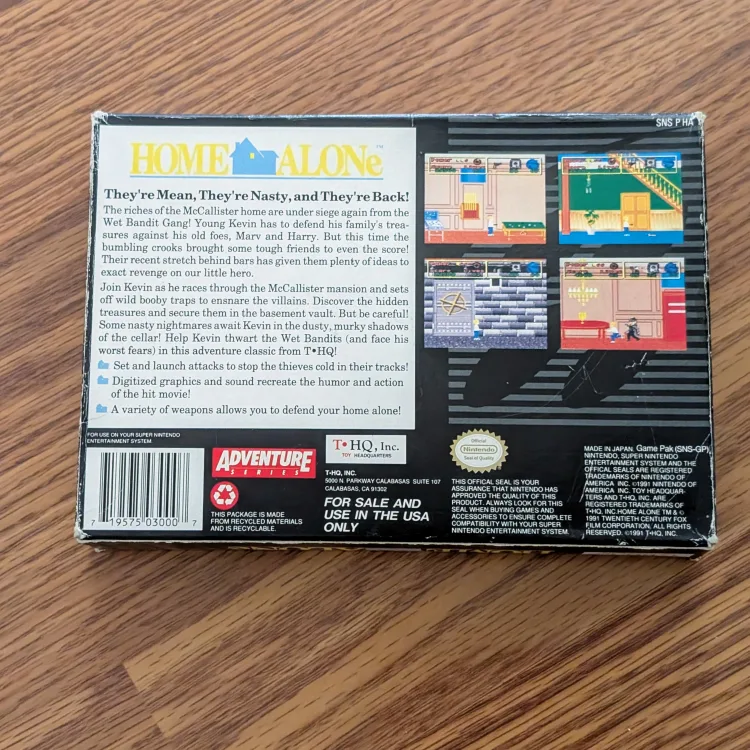 SNS P HA
HOME ALONe™
They're Mean, They're Nasty, and They're Back!
The riches of the McCallister home are under siege again from the
Wet Bandit Gang! Young Kevin has to defend his family's trea-
sures against his old foes, Marv and Harry. But this time the
bumbling crooks brought some tough friends to even the score!
Their recent stretch behind bars has given them plenty of ideas to
exact revenge on our little hero.
Join Kevin as he races through the McCallister mansion and sets
off wild booby traps to ensnare the villains. Discover the hidden
treasures and secure them in the basement vault. But be careful!
Some nasty nightmares await Kevin in the dusty, murky shadows
of the cellar! Help Kevin thwart the Wet Bandits (and face his
worst fears) in this adventure classic from T•HQ!
Set and launch attacks to stop the thieves cold in their tracks!
Digitized graphics and sound recreate the humor and action
of the hit movie!
A variety of weapons allows you to defend your home alone!
FOR USE ON YOUR SUPER NINTENDO
ENTERTAINMENT SYSTEM
7 19575 03000 7
ADVENTURE
SERIES
THIS PACKAGE IS MADE
FROM RECYCLED MATERIALS
AND IS RECYCLABLE.
T•HQ, Inc.
TOY HEADQUARTERS
T-HQ, INC.
5000 N. PARKWAY CALABASAS SUITE 107
CALABASAS, CA 91302
FOR SALE AND
USE IN THE USA
ONLY
Official
Nintendo
Seal of Quality
THIS OFFICIAL SEAL IS YOUR
ASSURANCE THAT NINTENDO HAS
APPROVED THE QUALITY OF THIS
PRODUCT. ALWAYS LOOK FOR THIS
SEAL WHEN BUYING GAMES AND
ACCESSORIES TO ENSURE COMPLETE
COMPATIBILITY WITH YOUR SUPER
NINTENDO ENTERTAINMENT SYSTEM.
MADE IN JAPAN. Game Pak (SNS-GP),
NINTENDO, SUPER NINTENDO
ENTERTAINMENT SYSTEM AND THE
OFFICIAL SEALS ARE REGISTERED
TRADEMARKS OF NINTENDO OF
AMERICA INC. ©1991 NINTENDO OF
AMERICA INC. TOY HEADQUAR-
TERS AND T-HQ, INC. ARE
REGISTERED TRADEMARKS OF
T•HQ, INC. HOME ALONE TM & ©
1991 TWENTIETH CENTURY FOX
FILM CORPORATION. ALL RIGHTS
RESERVED. ©1991 T-HQ, INC.